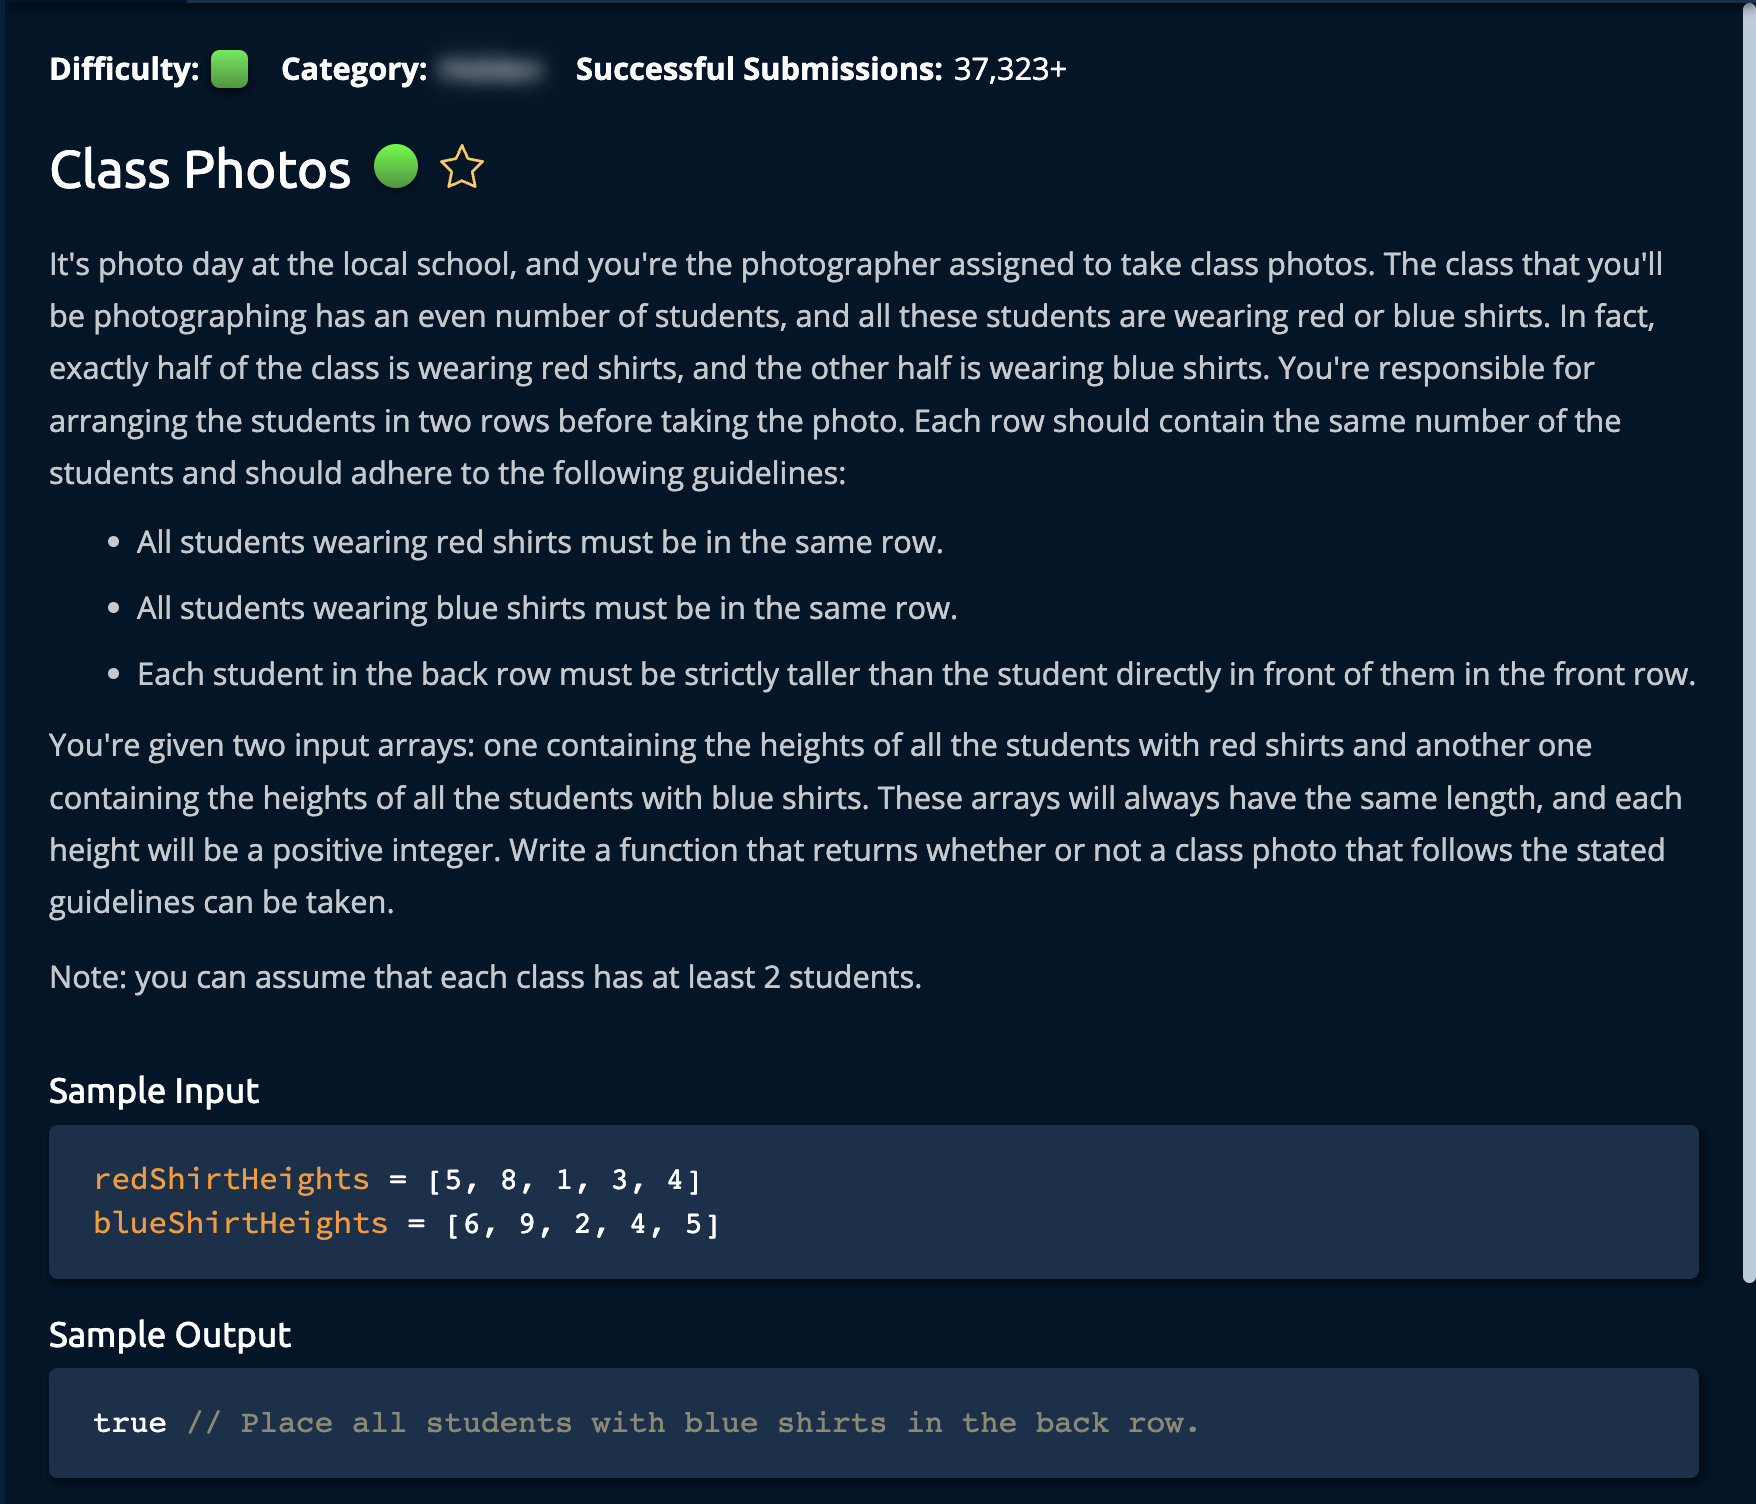 Difficulty: Category: Successful Submissions: 37,323+
Class Photos
It's photo day at the local school, and you're the photographer assigned to take class photos. The class that you'll
be photographing has an even number of students, and all these students are wearing red or blue shirts. In fact,
exactly half of the class is wearing red shirts, and the other half is wearing blue shirts. You're responsible for
arranging the students in two rows before taking the photo. Each row should contain the same number of the
students and should adhere to the following guidelines:
• All students wearing red shirts must be in the same row.
• All students wearing blue shirts must be in the same row.
• Each student in the back row must be strictly taller than the student directly in front of them in the front row.
You're given two input arrays: one containing the heights of all the students with red shirts and another one
containing the heights of all the students with blue shirts. These arrays will always have the same length, and each
height will be a positive integer. Write a function that returns whether or not a class photo that follows the stated
guidelines can be taken.
Note: you can assume that each class has at least 2 students.
Sample Input
redShirtHeights = [5, 8, 1, 3, 4]
blueShirtHeights = [6, 9, 2, 4, 5]
Sample Output
true // Place all students with blue shirts in the back row.